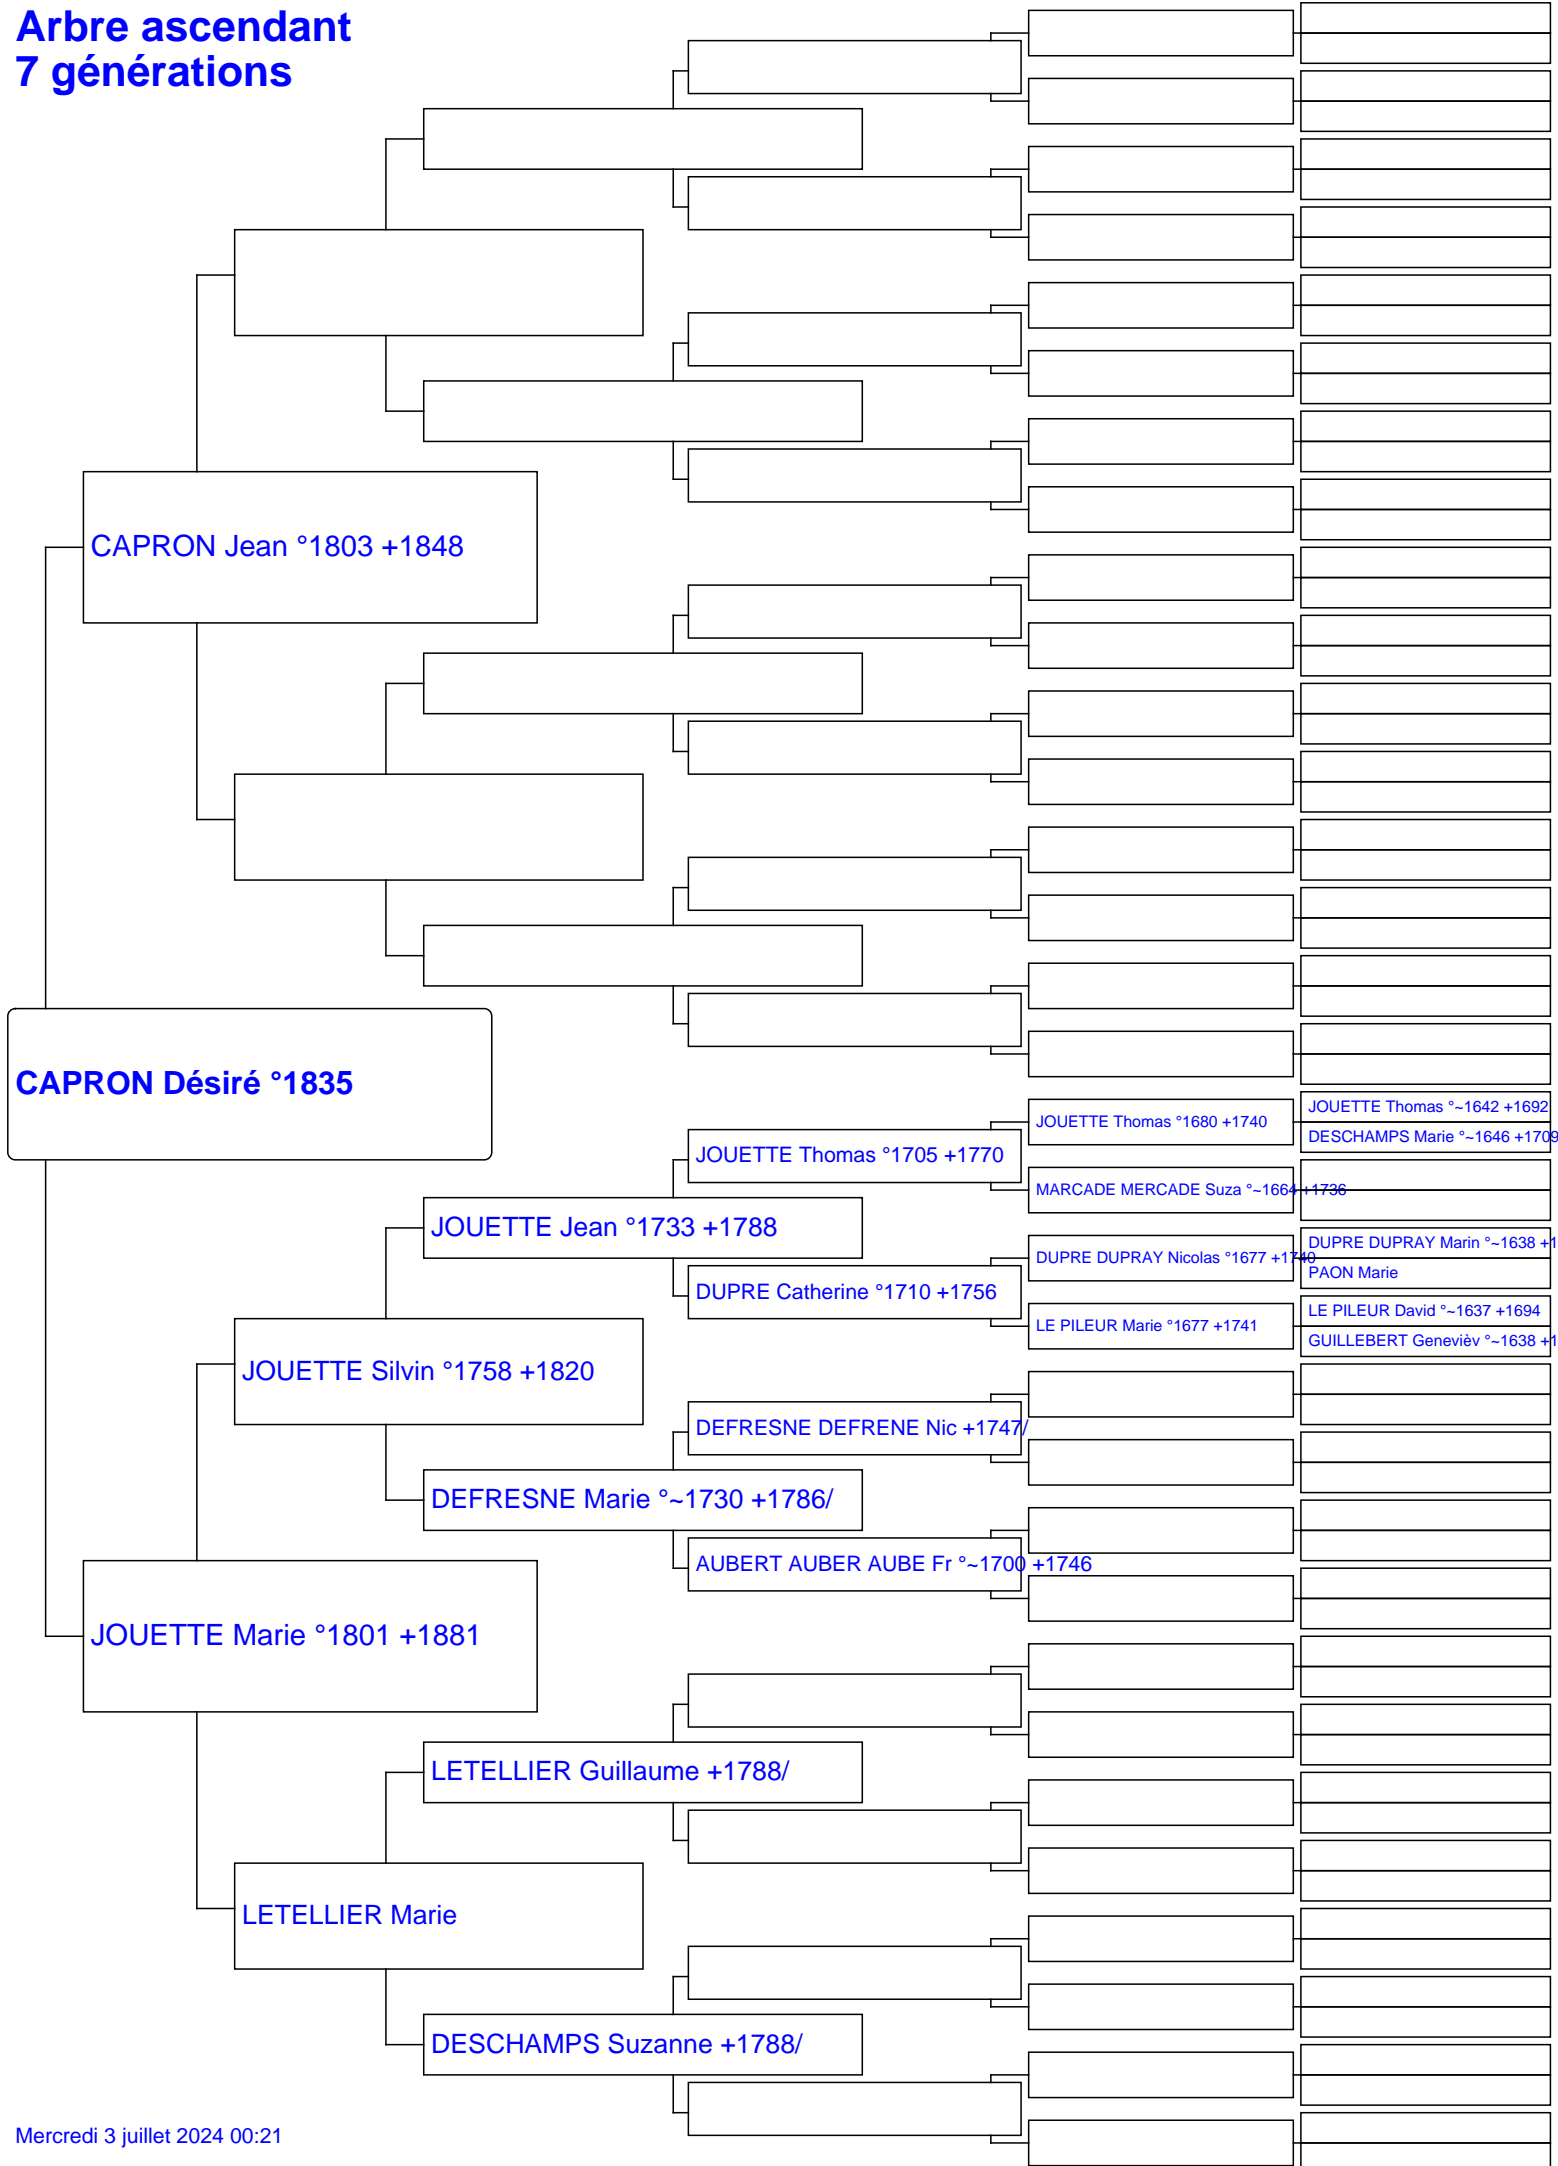 Arbre ascendant
7 générations
CAPRON Jean °1803 +1848
CAPRON Désiré °1835
JOUETTE Thomas °~1642 +1692
JOUETTE Thomas °1680 +1740
DESCHAMPS Marie °~1646 +1709
JOUETTE Thomas °1705 +1770
MARCADE MERCADE Suza °~1664 +1736
JOUETTE Jean °1733 +1788
DUPRE DUPRAY Marin °~1638 +1
DUPRE DUPRAY Nicolas °1677 +1740
PAON Marie
DUPRE Catherine °1710 +1756
LE PILEUR David °~1637 +1694
LE PILEUR Marie °1677 +1741
GUILLEBERT Genevièv °~1638 +1
JOUETTE Silvin °1758 +1820
DEFRESNE DEFRENE Nic +1747/
DEFRESNE Marie °~1730 +1786/
AUBERT AUBER AUBE Fr °~1700 +1746
JOUETTE Marie °1801 +1881
LETELLIER Guillaume +1788/
LETELLIER Marie
DESCHAMPS Suzanne +1788/
Mercredi 3 juillet 2024 00:21